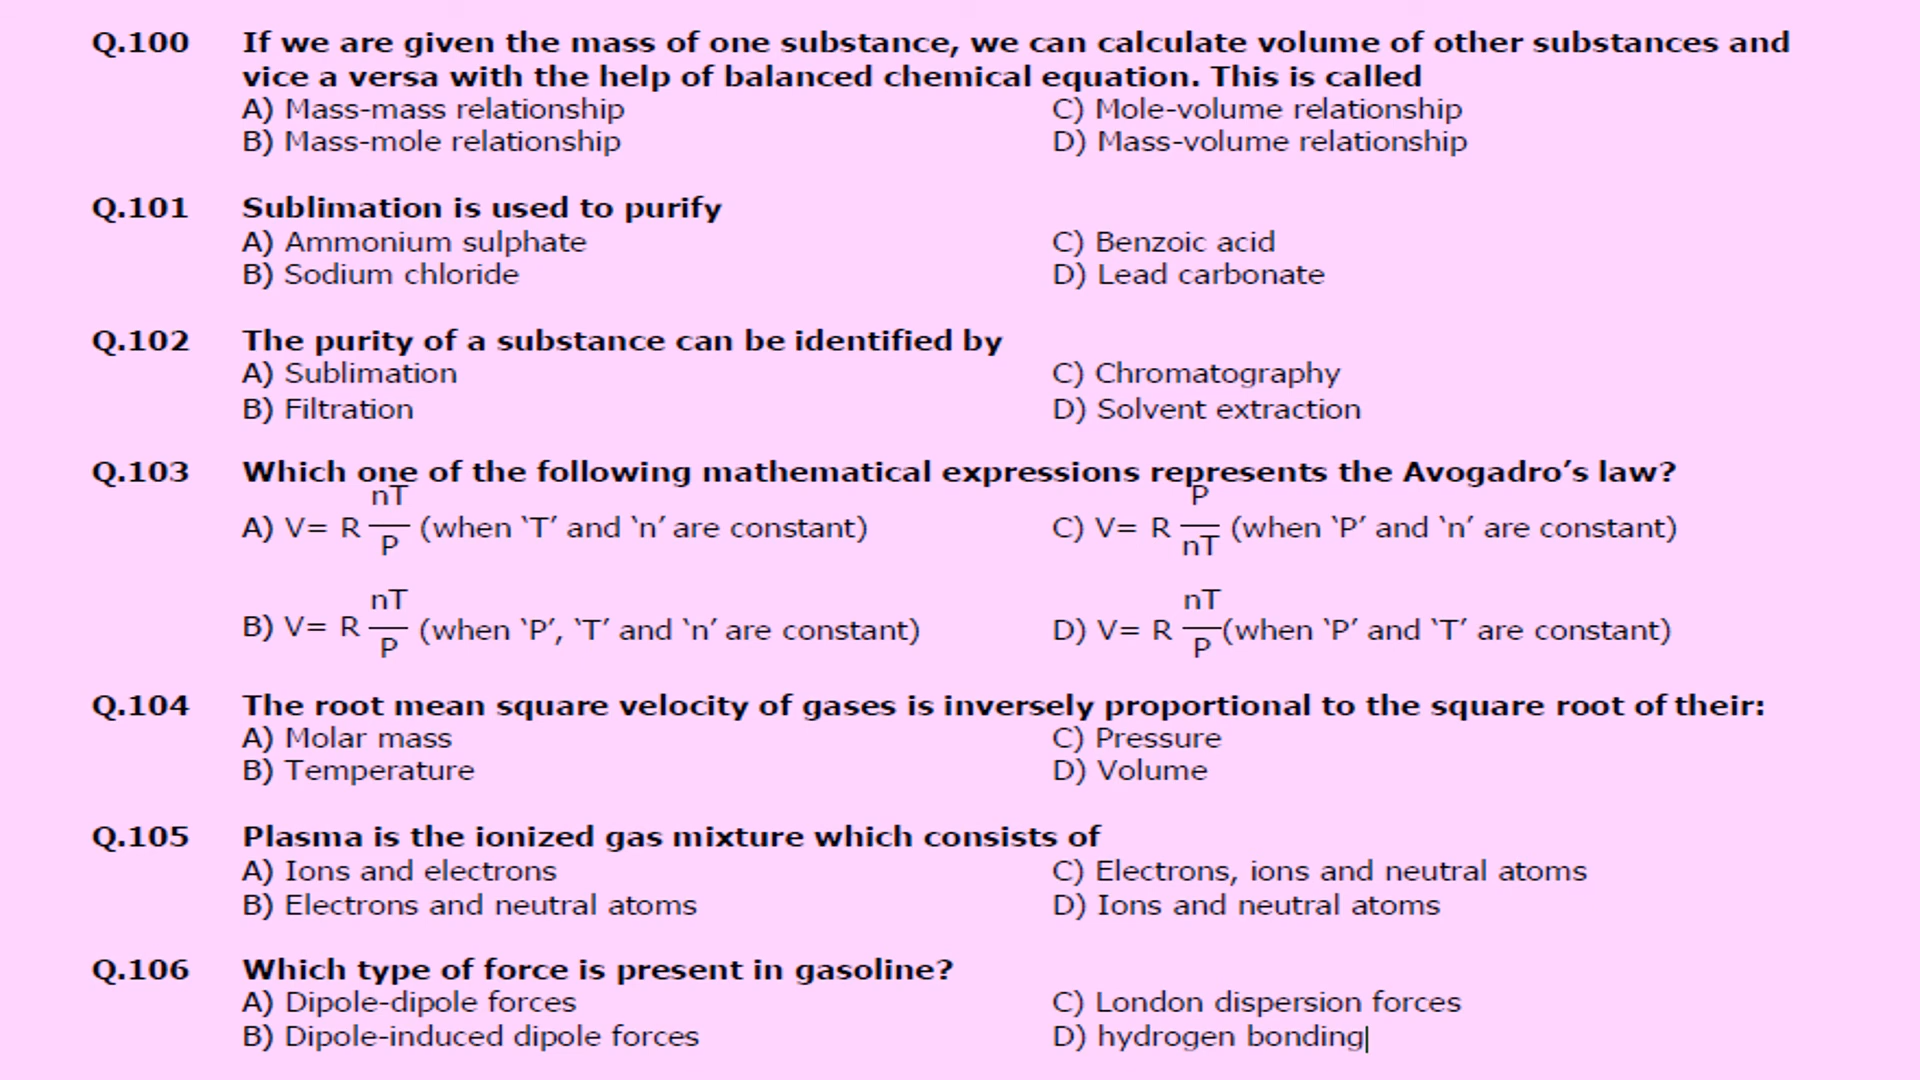 Q.100 If we are given the mass of one substance, we can calculate volume of other substances and
vice a versa with the help of balanced chemical equation. This is called
A) Mass-mass relationship C) Mole-volume relationship
B) Mass-mole relationship D) Mass-volume relationship
Q.101 Sublimation is used to purify
A) Ammonium sulphate C) Benzoic acid
B) Sodium chloride D) Lead carbonate
Q.102 The purity of a substance can be identified by
A) Sublimation C) Chromatography
B) Filtration D) Solvent extraction
Q.103 Which one of the following mathematical expressions represents the Avogadro's law?
A) V= R nT/P (when 'T' and 'n' are constant) C) V= R P/nT (when 'P' and 'n' are constant)
B) V= R nT/P (when 'P', 'T' and 'n' are constant) D) V= R nT/P (when 'P' and 'T' are constant)
Q.104 The root mean square velocity of gases is inversely proportional to the square root of their:
A) Molar mass C) Pressure
B) Temperature D) Volume
Q.105 Plasma is the ionized gas mixture which consists of
A) Ions and electrons C) Electrons, ions and neutral atoms
B) Electrons and neutral atoms D) Ions and neutral atoms
Q.106 Which type of force is present in gasoline?
A) Dipole-dipole forces C) London dispersion forces
B) Dipole-induced dipole forces D) hydrogen bonding